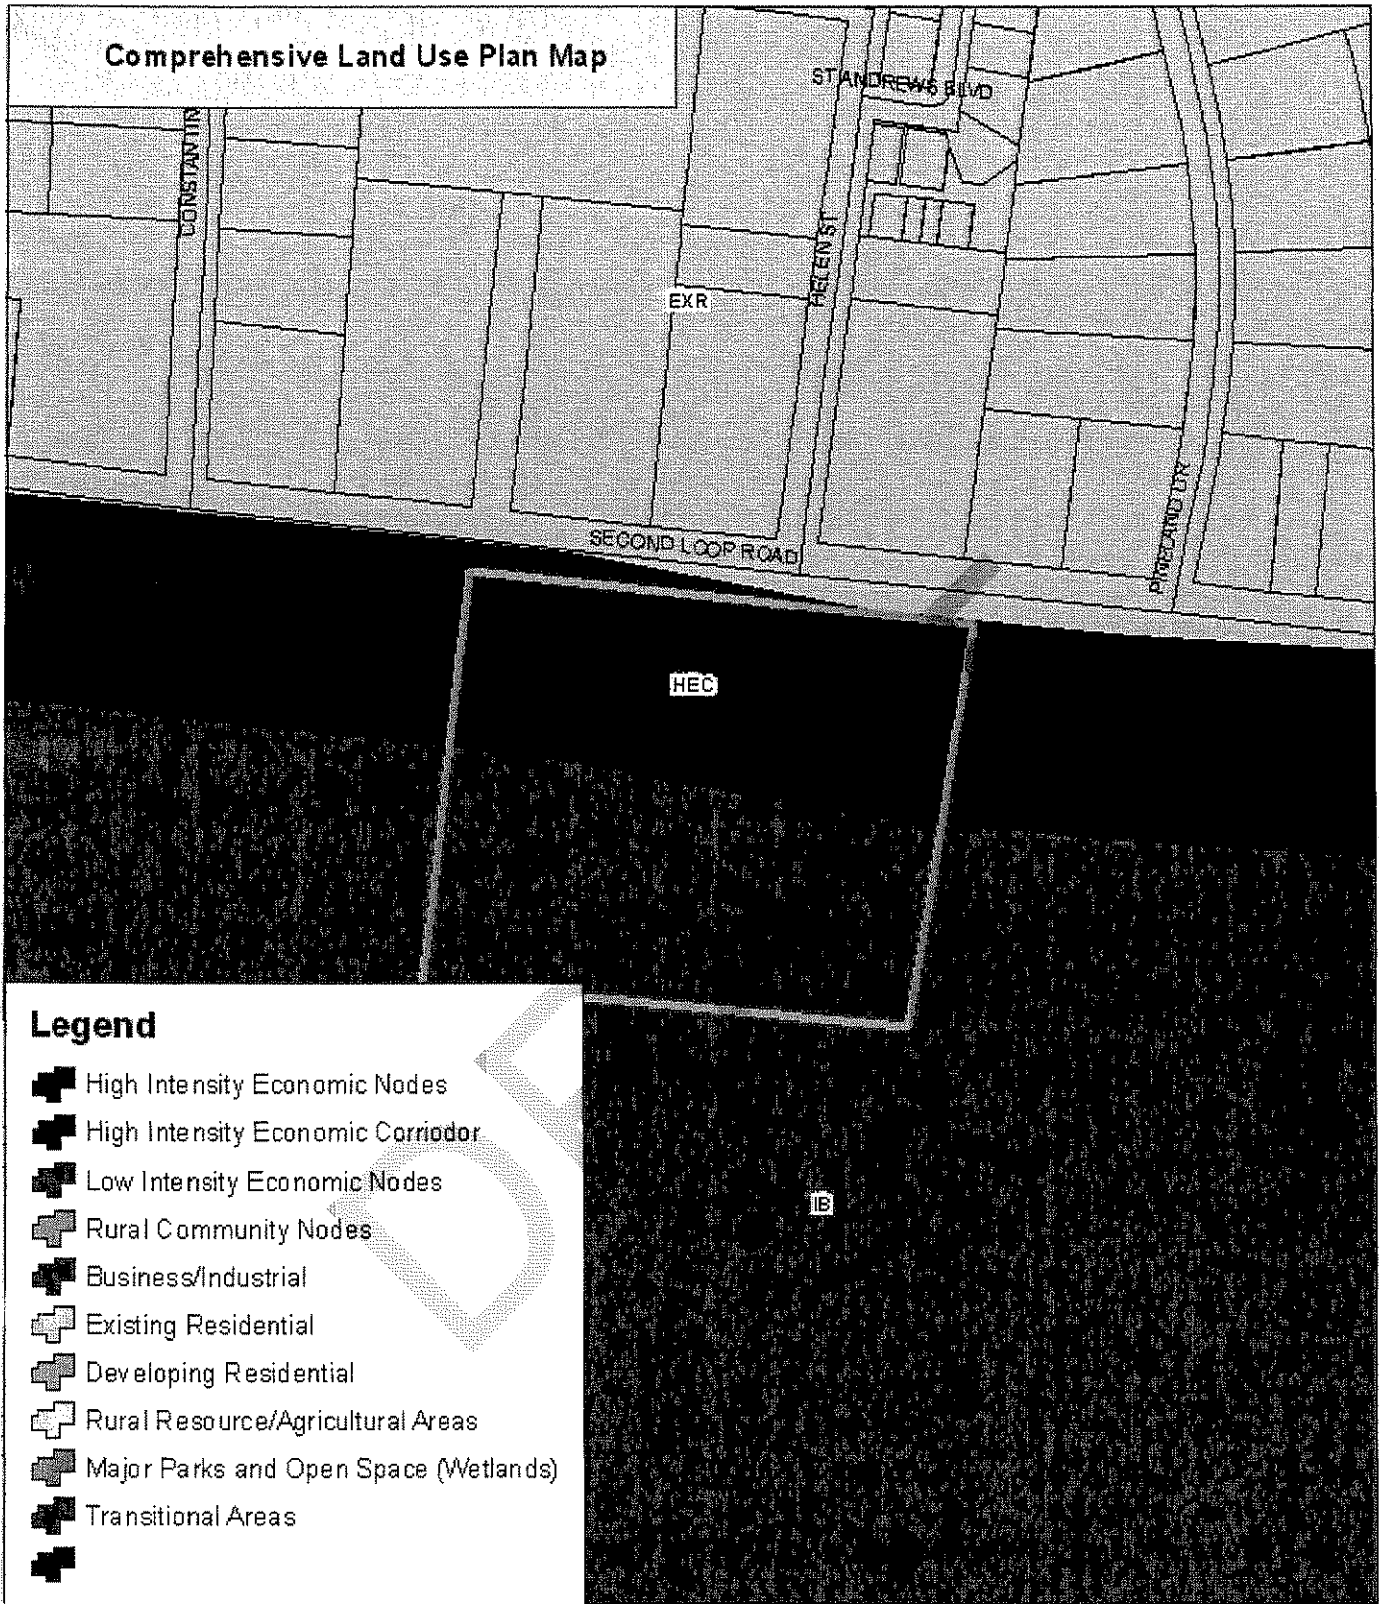 Comprehensive Land Use Plan Map
ST ANDREWS BLVD
CONSTANTIN
HELEN ST
EXR
SECOND LOOP ROAD
PINELAND DR
HEC
IB
Legend
High Intensity Economic Nodes
High Intensity Economic Corriodor
Low Intensity Economic Nodes
Rural Community Nodes
Business/Industrial
Existing Residential
Developing Residential
Rural Resource/Agricultural Areas
Major Parks and Open Space (Wetlands)
Transitional Areas